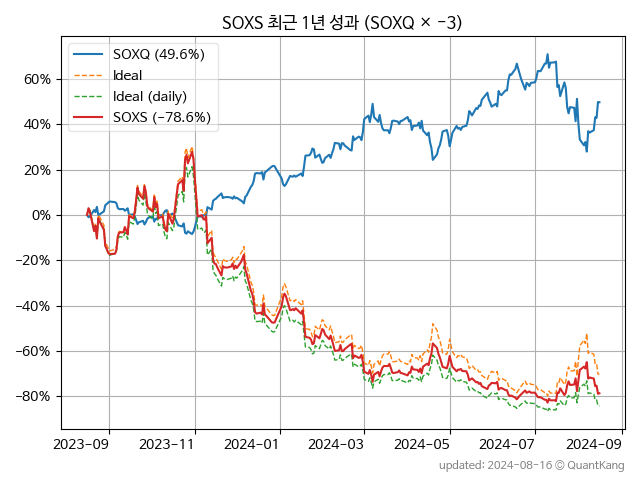 SOXS 최근 1년 성과 (SOXQ × −3)
SOXQ (49.6%)
Ideal
Ideal (daily)
SOXS (−78.6%)
60%
40%
20%
0%
−20%
−40%
−60%
−80%
2023-09 2023-11 2024-01 2024-03 2024-05 2024-07 2024-09
updated: 2024-08-16 © QuantKang